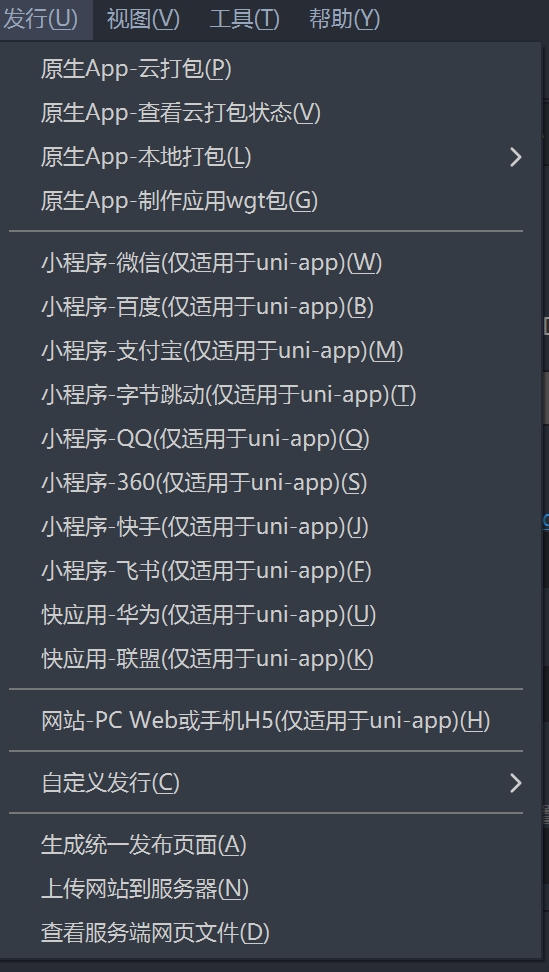 发行(U) 视图(V) 工具(T) 帮助(Y)
原生App-云打包(P)
原生App-查看云打包状态(V)
原生App-本地打包(L)
原生App-制作应用wgt包(G)
小程序-微信(仅适用于uni-app)(W)
小程序-百度(仅适用于uni-app)(B)
小程序-支付宝(仅适用于uni-app)(M)
小程序-字节跳动(仅适用于uni-app)(T)
小程序-QQ(仅适用于uni-app)(Q)
小程序-360(仅适用于uni-app)(S)
小程序-快手(仅适用于uni-app)(J)
小程序-飞书(仅适用于uni-app)(F)
快应用-华为(仅适用于uni-app)(U)
快应用-联盟(仅适用于uni-app)(K)
网站-PC Web或手机H5(仅适用于uni-app)(H)
自定义发行(C)
生成统一发布页面(A)
上传网站到服务器(N)
查看服务端网页文件(D)